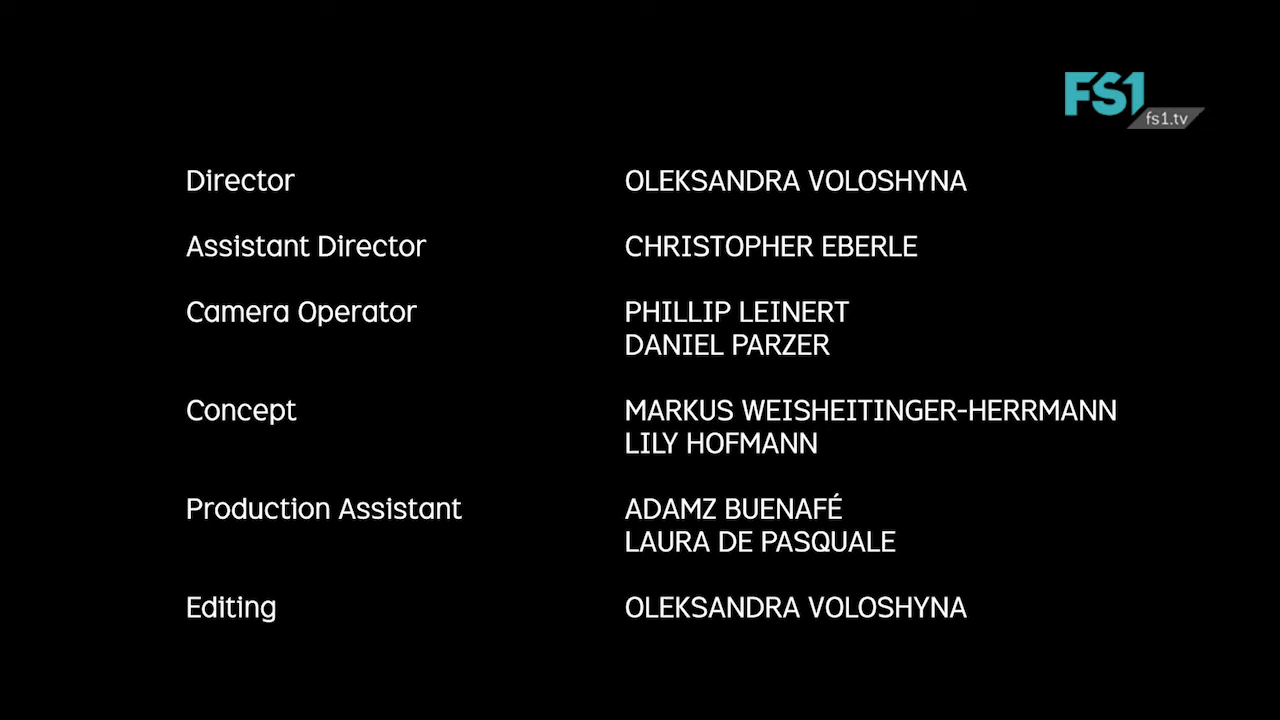 FS1
fs1.tv
Director OLEKSANDRA VOLOSHYNA
Assistant Director CHRISTOPHER EBERLE
Camera Operator PHILLIP LEINERT
DANIEL PARZER
Concept MARKUS WEISHEITINGER-HERRMANN
LILY HOFMANN
Production Assistant ADAMZ BUENAFÉ
LAURA DE PASQUALE
Editing OLEKSANDRA VOLOSHYNA